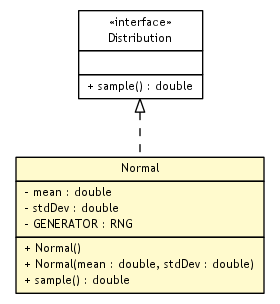 «interface»
Distribution
+ sample() : double
Normal
- mean : double
- stdDev : double
- GENERATOR : RNG
+ Normal()
+ Normal(mean : double, stdDev : double)
+ sample() : double